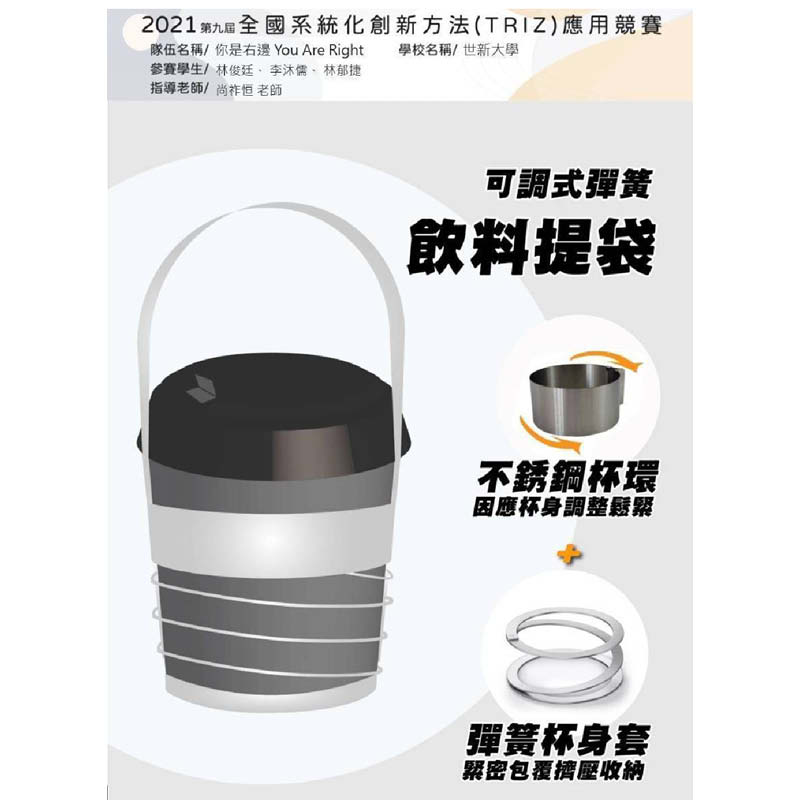 2021 第九屆 全國系統化創新方法(TRIZ)應用競賽
隊伍名稱/ 你是右邊 You Are Right 學校名稱/ 世新大學
參賽學生/ 林俊廷、 李沐儒、 林郁捷
指導老師/ 尚祚恒 老師
可調式彈簧
飲料提袋
不銹鋼杯環
因應杯身調整鬆緊
+
彈簧杯身套
緊密包覆擠壓收納